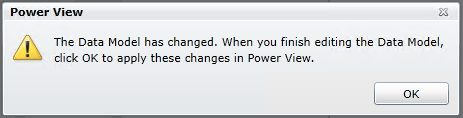 Power View
The Data Model has changed. When you finish editing the Data Model,
click OK to apply these changes in Power View.
OK